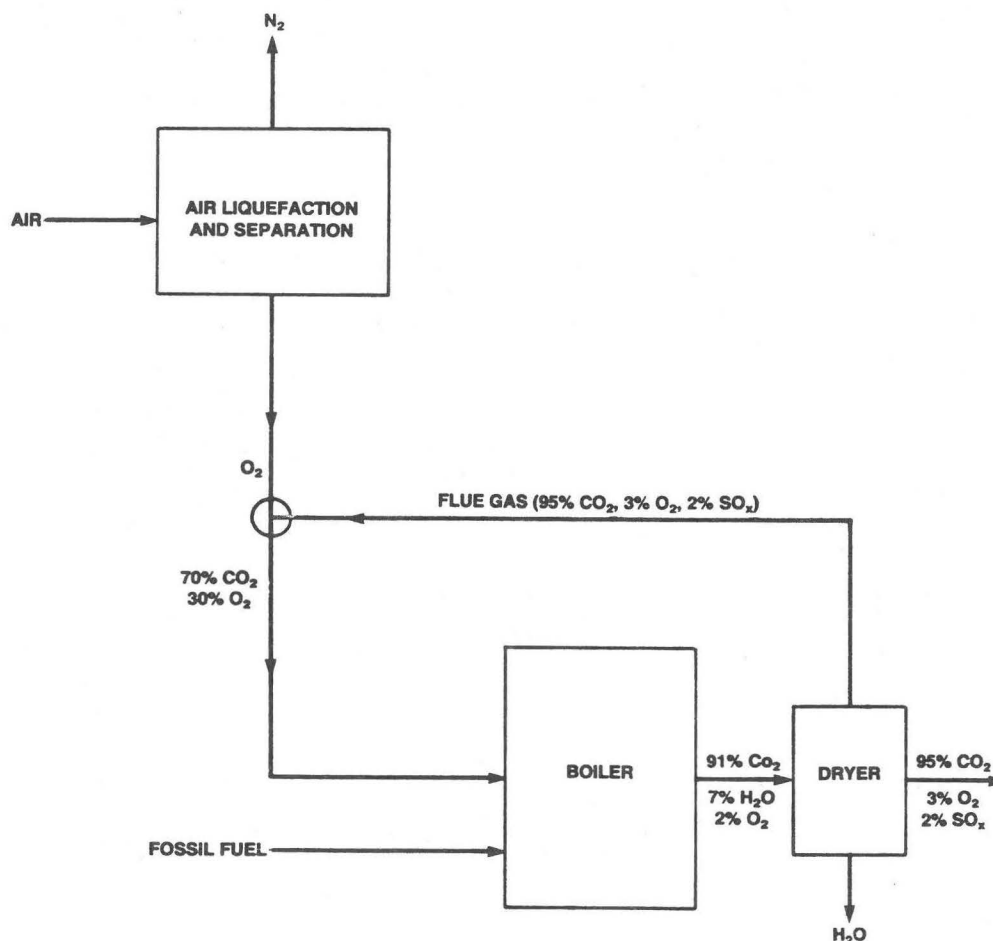 N₂
AIR LIQUEFACTION
AND SEPARATION
AIR
O₂
FLUE GAS (95% CO₂, 3% O₂, 2% SOₓ)
70% CO₂
30% O₂
BOILER
91% Co₂
7% H₂O
2% O₂
DRYER
95% CO₂
3% O₂
2% SOₓ
FOSSIL FUEL
H₂O